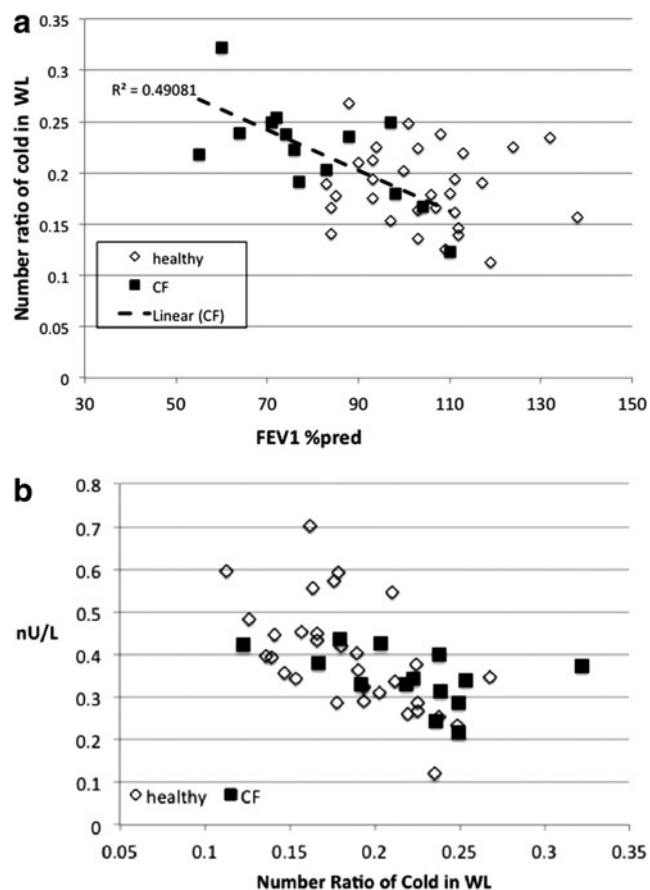 a
Number ratio of cold in WL
0.35
0.3
0.25
0.2
0.15
0.1
0.05
0
R² = 0.49081
healthy
CF
Linear (CF)
30 50 70 90 110 130 150
FEV1 %pred
b
nU/L
0.8
0.7
0.6
0.5
0.4
0.3
0.2
0.1
0
healthy CF
0.05 0.1 0.15 0.2 0.25 0.3 0.35
Number Ratio of Cold in WL